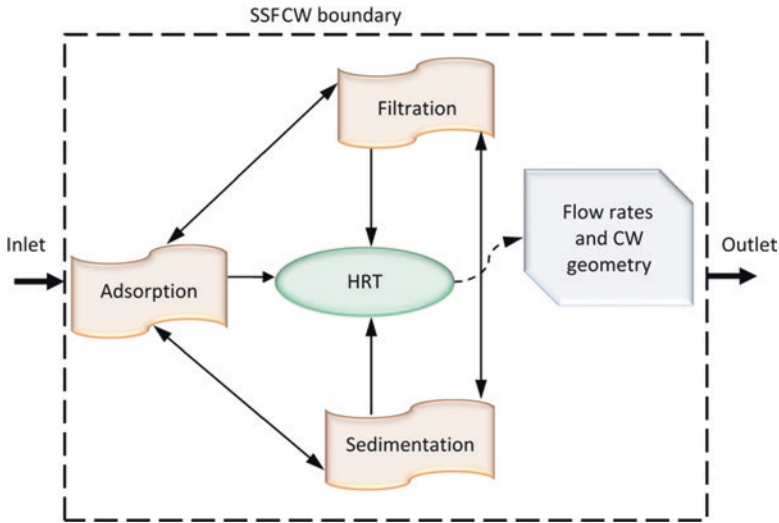 SSFCW boundary
Filtration
Flow rates
and CW
geometry
Inlet
Outlet
Adsorption
HRT
Sedimentation